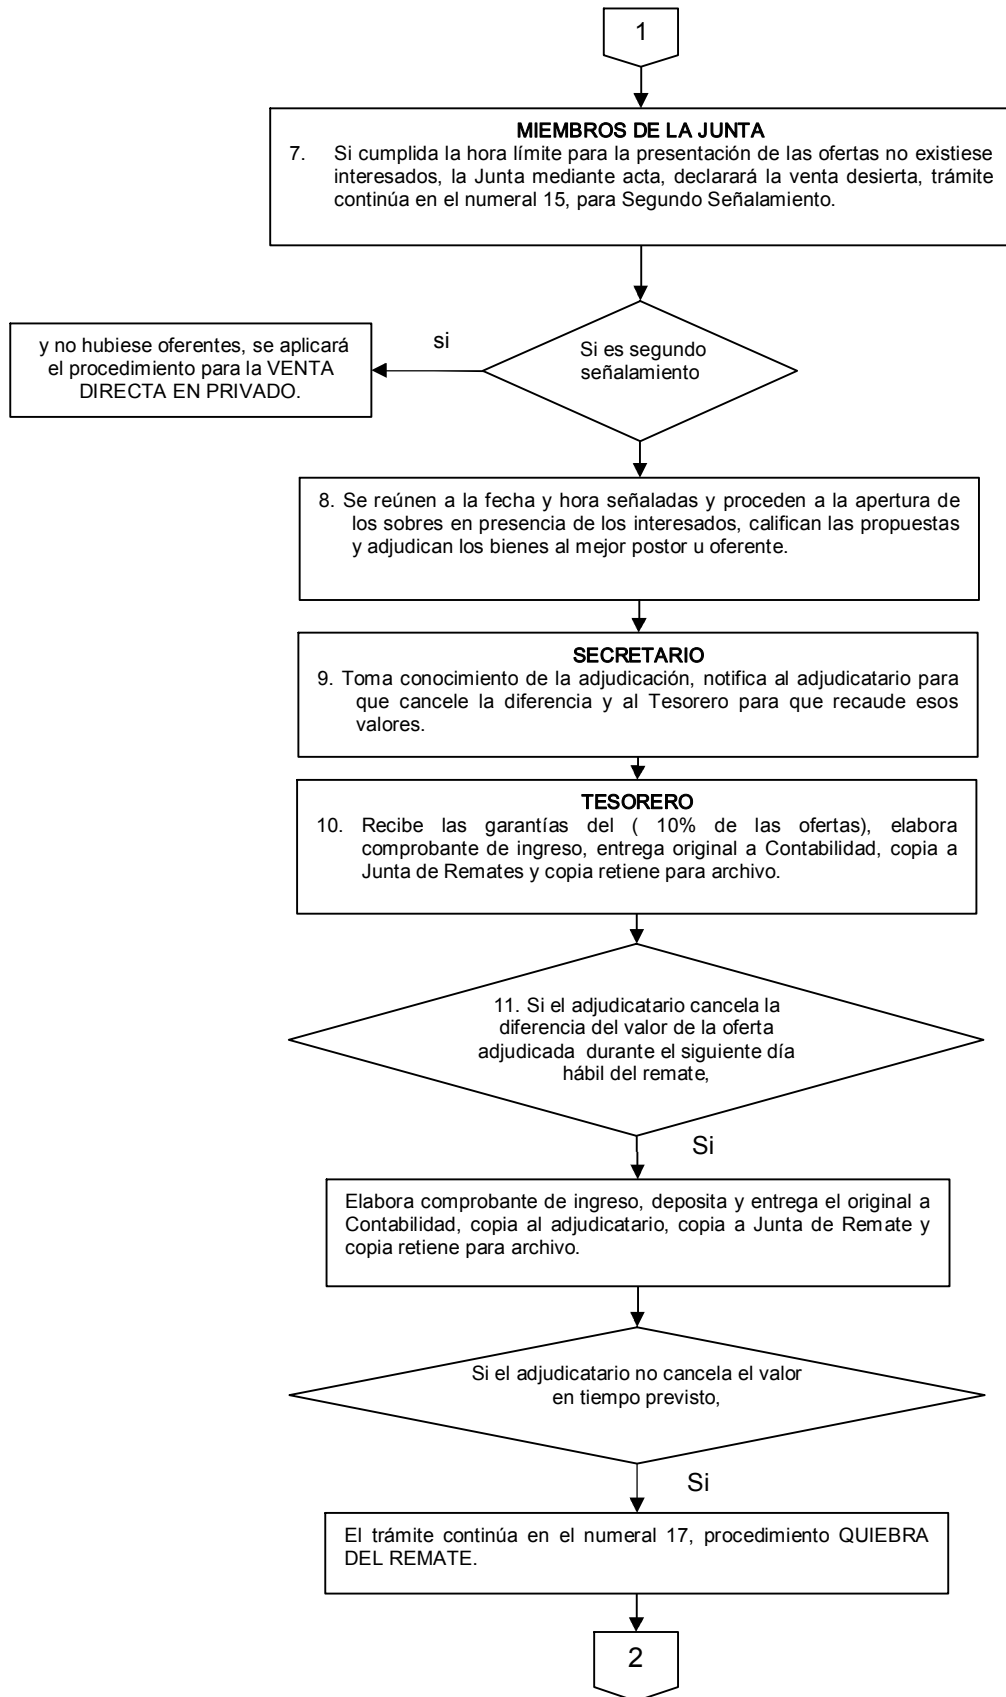 1
MIEMBROS DE LA JUNTA
7. Si cumplida la hora límite para la presentación de las ofertas no existiese
interesados, la Junta mediante acta, declarará la venta desierta, trámite
continúa en el numeral 15, para Segundo Señalamiento.
Si es segundo
señalamiento
si
y no hubiese oferentes, se aplicará
el procedimiento para la VENTA
DIRECTA EN PRIVADO.
8. Se reúnen a la fecha y hora señaladas y proceden a la apertura de
los sobres en presencia de los interesados, califican las propuestas
y adjudican los bienes al mejor postor u oferente.
SECRETARIO
9. Toma conocimiento de la adjudicación, notifica al adjudicatario para
que cancele la diferencia y al Tesorero para que recaude esos
valores.
TESORERO
10. Recibe las garantías del ( 10% de las ofertas), elabora
comprobante de ingreso, entrega original a Contabilidad, copia a
Junta de Remates y copia retiene para archivo.
11. Si el adjudicatario cancela la
diferencia del valor de la oferta
adjudicada durante el siguiente día
hábil del remate,
Si
Elabora comprobante de ingreso, deposita y entrega el original a
Contabilidad, copia al adjudicatario, copia a Junta de Remate y
copia retiene para archivo.
Si el adjudicatario no cancela el valor
en tiempo previsto,
Si
El trámite continúa en el numeral 17, procedimiento QUIEBRA
DEL REMATE.
2